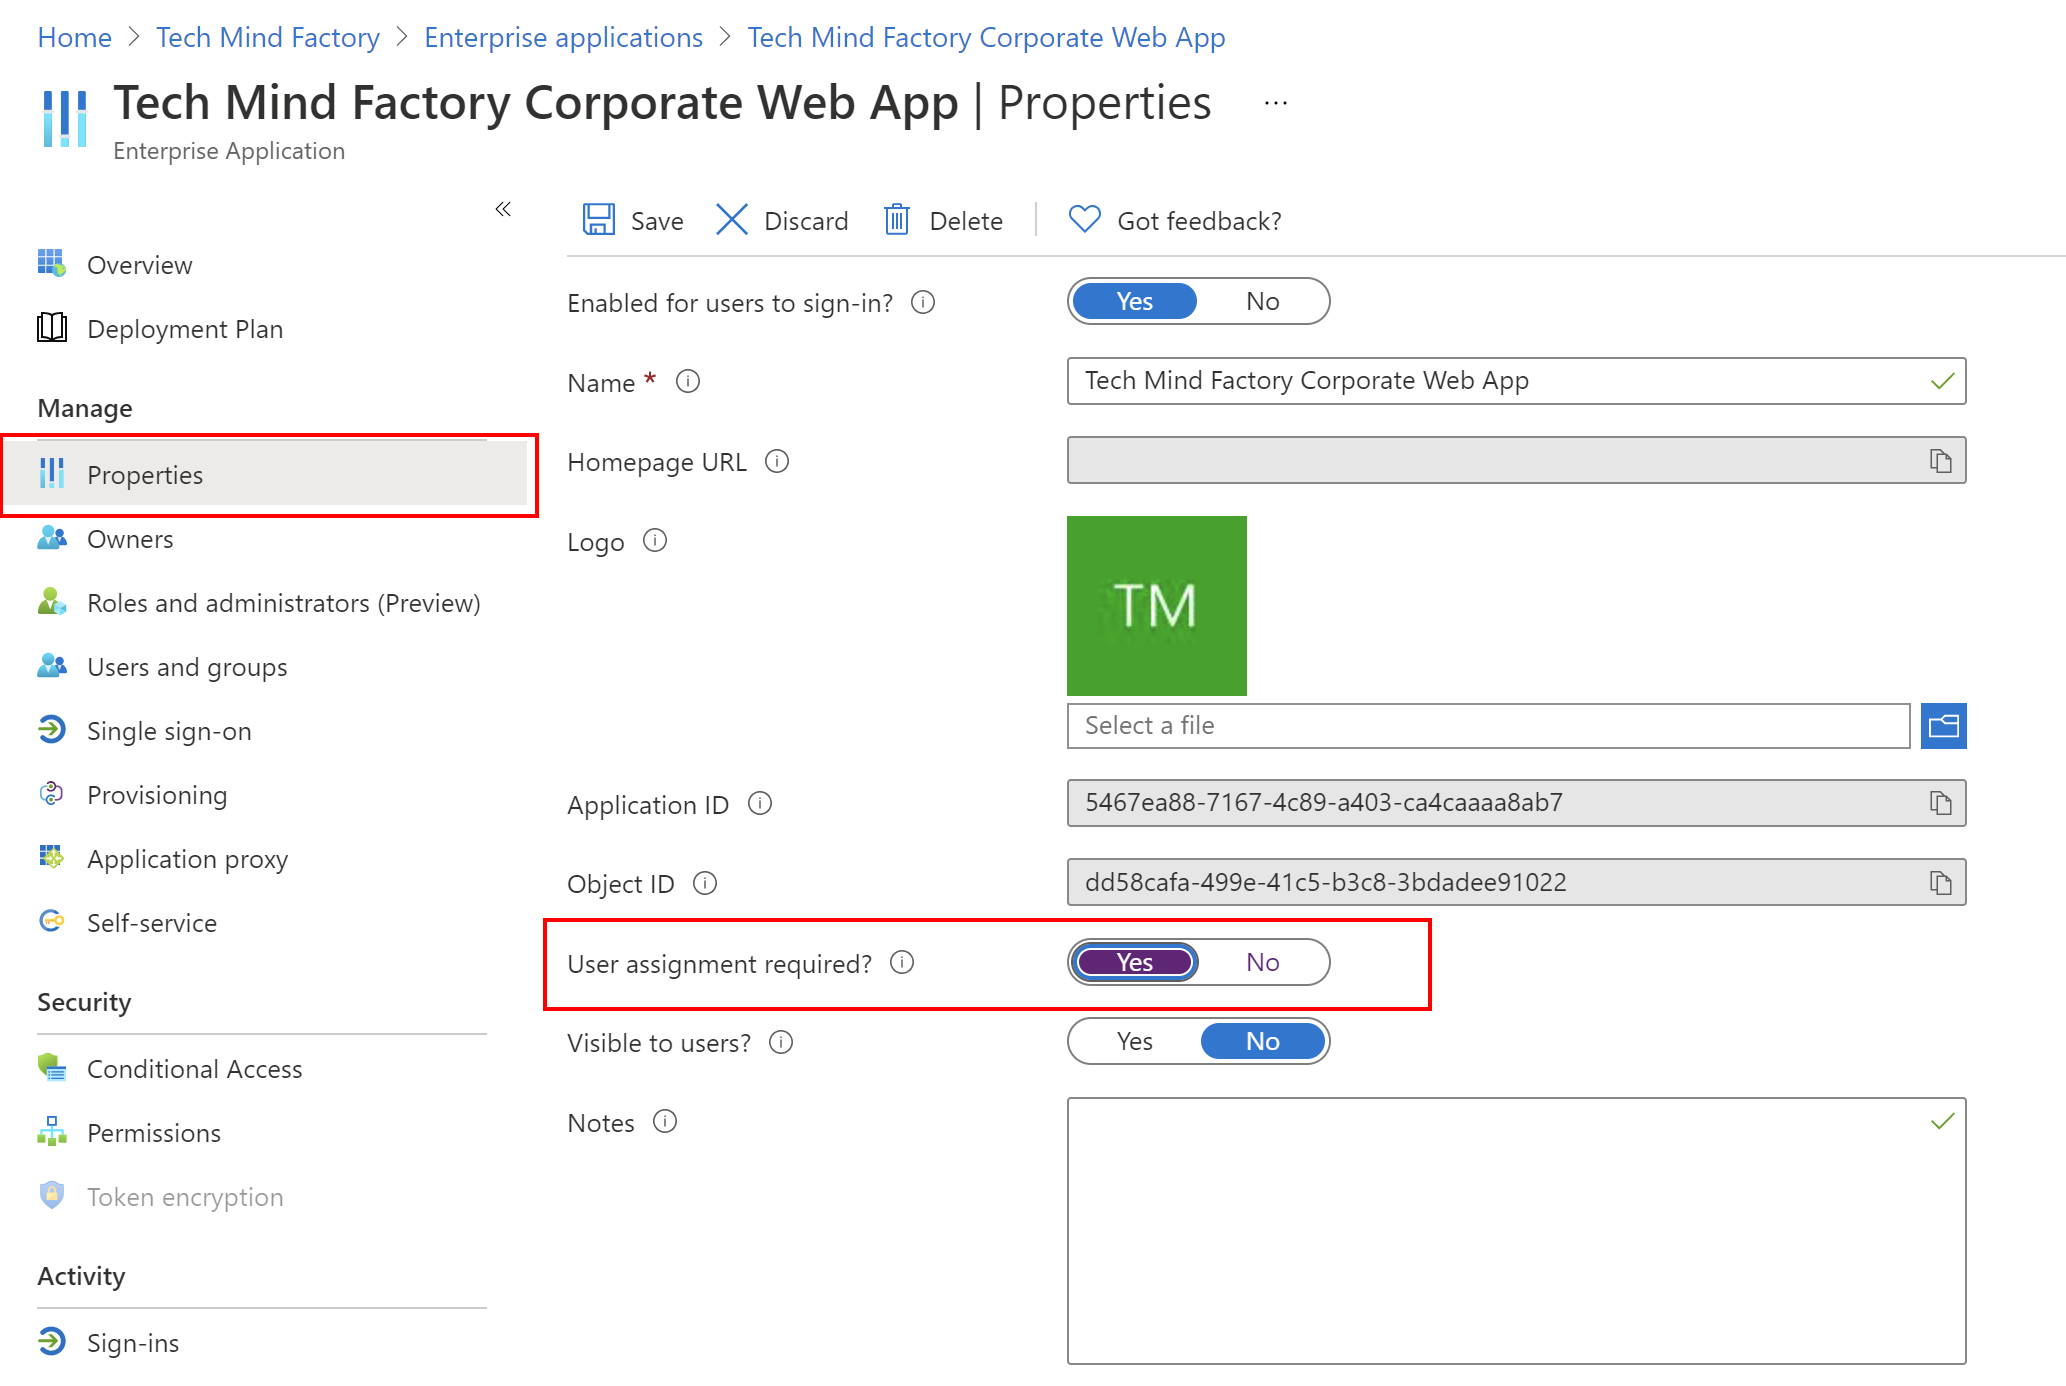 Home > Tech Mind Factory > Enterprise applications > Tech Mind Factory Corporate Web App
Tech Mind Factory Corporate Web App | Properties ...
Enterprise Application
«
Overview
Deployment Plan
Manage
Properties
Owners
Roles and administrators (Preview)
Users and groups
Single sign-on
Provisioning
Application proxy
Self-service
Security
Conditional Access
Permissions
Token encryption
Activity
Sign-ins
Save Discard Delete Got feedback?
Enabled for users to sign-in? Yes No
Name * Tech Mind Factory Corporate Web App
Homepage URL
Logo
TM
Select a file
Application ID 5467ea88-7167-4c89-a403-ca4caaaa8ab7
Object ID dd58cafa-499e-41c5-b3c8-3bdadee91022
User assignment required? Yes No
Visible to users? Yes No
Notes